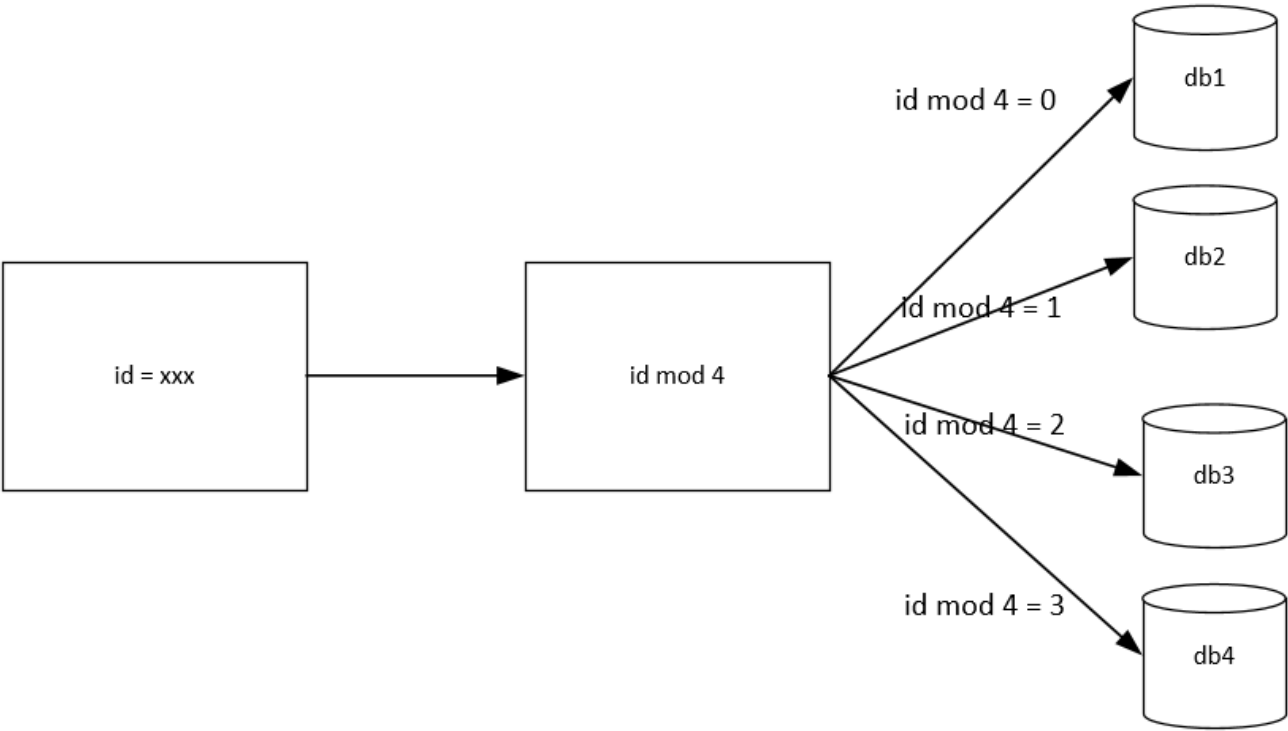 id = xxx
id mod 4
id mod 4 = 0
id mod 4 = 1
id mod 4 = 2
id mod 4 = 3
db1
db2
db3
db4